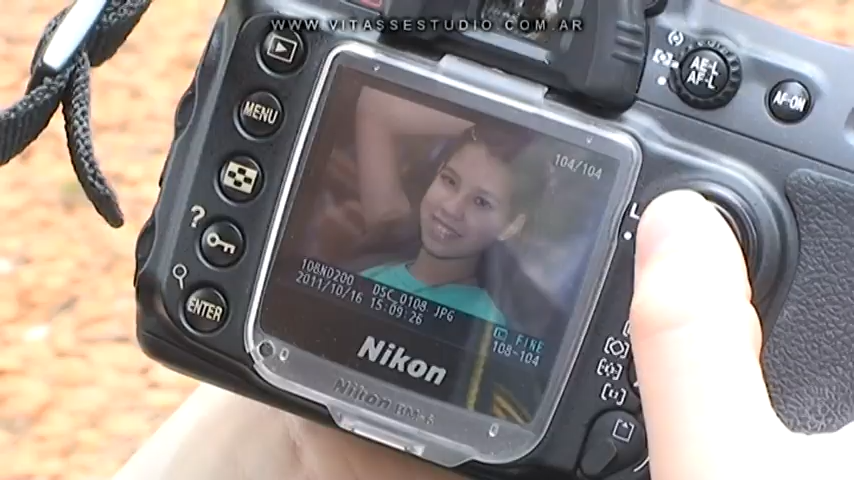 WWW.VITASSESTUDIO.COM.AR
AE-L
AF-L
AF-ON
MENU
?
ENTER
104/104
L
108ND200 DSC_0108.JPG
2011/10/16 15:09:26
FINE
108-104
Nikon
Nikon BM-6